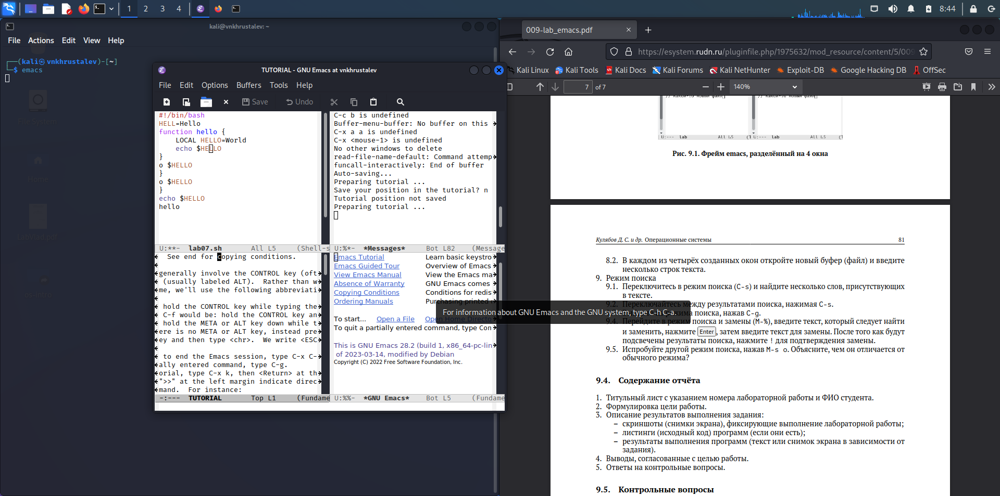 1 2 3 4 8:44
kali@vnkhrustalev: ~
File Actions Edit View Help
┌──(kali㉿vnkhrustalev)-[~]
└─$ emacs
File System
Home
LabVlad.pdf
os-intro
TUTORIAL - GNU Emacs at vnkhrustalev
File Edit Options Buffers Tools Help
Save Undo
#!/bin/bash
HELL=Hello
function hello {
LOCAL HELLO=World
echo $HELLO
}
o $HELLO
}
o $HELLO
}
echo $HELLO
hello
U:**- lab07.sh All L5 (Shell-s
C-c b is undefined
Buffer-menu-buffer: No buffer on this
C-x a a is undefined
C-x <mouse-1> is undefined
No other windows to delete
read-file-name-default: Command attemp
funcall-interactively: End of buffer
Auto-saving...
Preparing tutorial ...
Save your position in the tutorial? n
Tutorial position not saved
Preparing tutorial ...
U:%*- *Messages* Bot L82 (Message
See end for copying conditions.
generally involve the CONTROL key (oft
(usually labeled ALT). Rather than w
me, we'll use the following abbreviati
hold the CONTROL key while typing the
C-f would be: hold the CONTROL key an
hold the META or ALT key down while t
ere is no META or ALT key, instead pre
ey and then type <chr>. We write <ESC
to end the Emacs session, type C-x C-
ally entered command, type C-g.
orial, type C-x k, then <Return> at th
">>" at the left margin indicate direc
mand. For instance:
-:--- TUTORIAL Top L1 (Fundame
Emacs Tutorial Learn basic keystro
Emacs Guided Tour Overview of Emacs
View Emacs Manual View the Emacs ma
Absence of Warranty GNU Emacs comes
Copying Conditions Conditions for redis
Ordering Manuals Purchasing printed
To start... Open a File Open Home Directo
To quit a partially entered command, type Con
This is GNU Emacs 28.2 (build 1, x86_64-pc-lin
of 2023-03-14, modified by Debian
Copyright (C) 2022 Free Software Foundation, Inc.
U:%%- *GNU Emacs* Bot L5 (Fundame
For information about GNU Emacs and the GNU system, type C-h C-a.
009-lab_emacs.pdf
https://esystem.rudn.ru/pluginfile.php/1975632/mod_resource/content/5/009
Kali Linux Kali Tools Kali Docs Kali Forums Kali NetHunter Exploit-DB Google Hacking DB OffSec
7 of 7 140%
// Какой-то новый файл // Какой-то новый файл
U:--- lab All L5 (T U:--- lab All L5 (T
Рис. 9.1. Фрейм emacs, разделённый на 4 окна
Кулябов Д. С. и др. Операционные системы 81
8.2. В каждом из четырёх созданных окон откройте новый буфер (файл) и введите
несколько строк текста.
9. Режим поиска
9.1. Переключитесь в режим поиска (C-s) и найдите несколько слов, присутствующих
в тексте.
9.2. Переключайтесь между результатами поиска, нажимая C-s.
ма поиска, нажав C-g.
9.4. Перейдите в режим поиска и замены (M-%), введите текст, который следует найти
и заменить, нажмите Enter, затем введите текст для замены. После того как будут
подсвечены результаты поиска, нажмите ! для подтверждения замены.
9.5. Испробуйте другой режим поиска, нажав M-s o. Объясните, чем он отличается от
обычного режима?
9.4. Содержание отчёта
1. Титульный лист с указанием номера лабораторной работы и ФИО студента.
2. Формулировка цели работы.
3. Описание результатов выполнения задания:
– скриншоты (снимки экрана), фиксирующие выполнение лабораторной работы;
– листинги (исходный код) программ (если они есть);
– результаты выполнения программ (текст или снимок экрана в зависимости от
задания).
4. Выводы, согласованные с целью работы.
5. Ответы на контрольные вопросы.
9.5. Контрольные вопросы